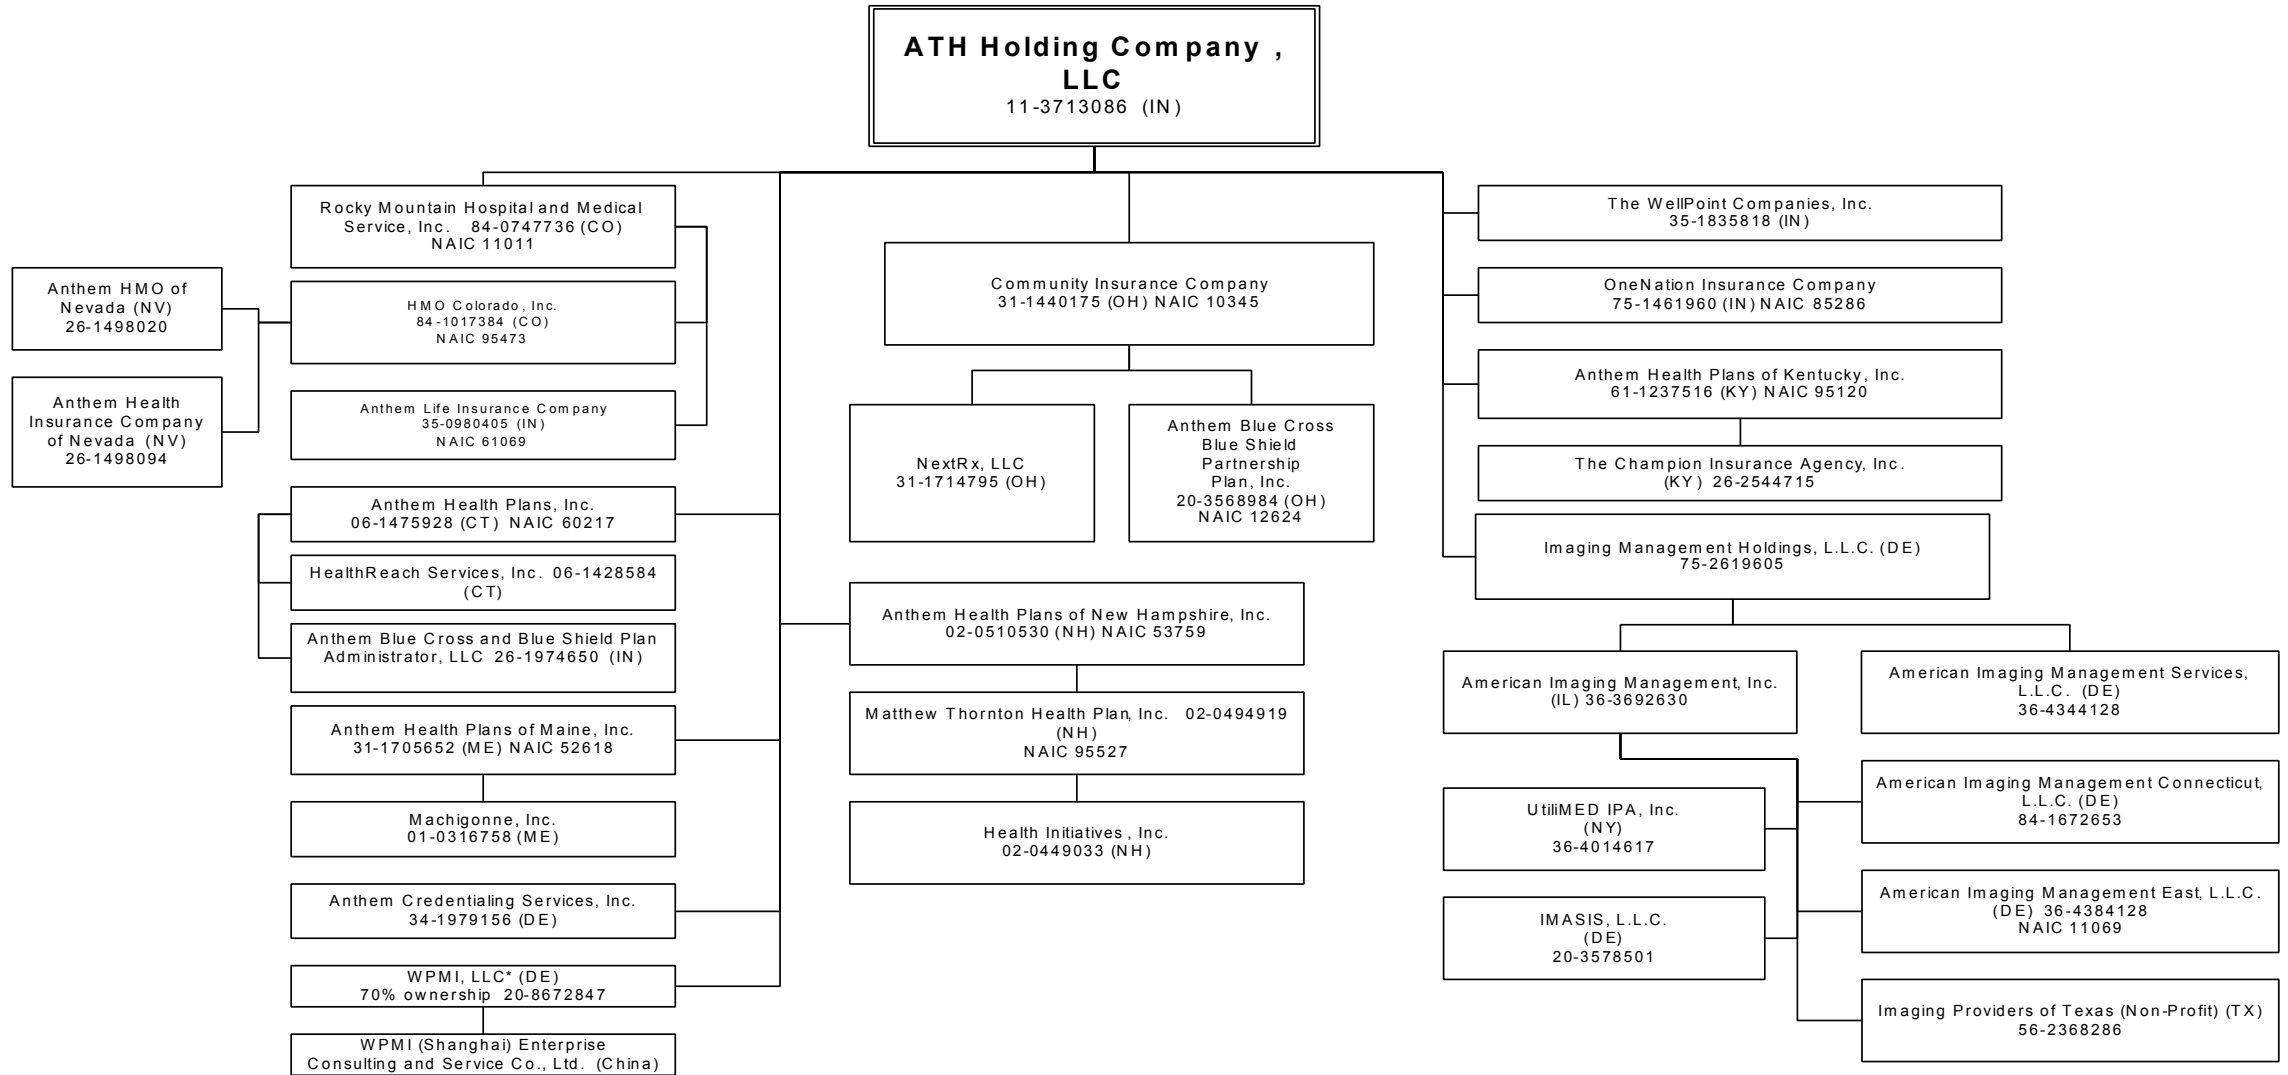 ATH Holding Company ,
LLC
11-3713086 (IN)
Rocky Mountain Hospital and Medical
Service, Inc. 84-0747736 (CO)
NAIC 11011
HMO Colorado, Inc.
84-1017384 (CO)
NAIC 95473
Anthem Life Insurance Company
35-0980405 (IN)
NAIC 61069
Anthem HMO of
Nevada (NV)
26-1498020
Anthem Health
Insurance Company
of Nevada (NV)
26-1498094
Anthem Health Plans, Inc.
06-1475928 (CT) NAIC 60217
HealthReach Services, Inc. 06-1428584
(CT)
Anthem Blue Cross and Blue Shield Plan
Administrator, LLC 26-1974650 (IN)
Anthem Health Plans of Maine, Inc.
31-1705652 (ME) NAIC 52618
Machigonne, Inc.
01-0316758 (ME)
Anthem Credentialing Services, Inc.
34-1979156 (DE)
WPMI, LLC* (DE)
70% ownership 20-8672847
WPMI (Shanghai) Enterprise
Consulting and Service Co., Ltd. (China)
Community Insurance Company
31-1440175 (OH) NAIC 10345
NextRx, LLC
31-1714795 (OH)
Anthem Blue Cross
Blue Shield
Partnership
Plan, Inc.
20-3568984 (OH)
NAIC 12624
Anthem Health Plans of New Hampshire, Inc.
02-0510530 (NH) NAIC 53759
Matthew Thornton Health Plan, Inc. 02-0494919
(NH)
NAIC 95527
Health Initiatives , Inc.
02-0449033 (NH)
The WellPoint Companies, Inc.
35-1835818 (IN)
OneNation Insurance Company
75-1461960 (IN) NAIC 85286
Anthem Health Plans of Kentucky, Inc.
61-1237516 (KY) NAIC 95120
The Champion Insurance Agency, Inc.
(KY) 26-2544715
Imaging Management Holdings, L.L.C. (DE)
75-2619605
American Imaging Management, Inc.
(IL) 36-3692630
American Imaging Management Services,
L.L.C. (DE)
36-4344128
UtiliMED IPA, Inc.
(NY)
36-4014617
IMASIS, L.L.C.
(DE)
20-3578501
American Imaging Management Connecticut,
L.L.C. (DE)
84-1672653
American Imaging Management East, L.L.C.
(DE) 36-4384128
NAIC 11069
Imaging Providers of Texas (Non-Profit) (TX)
56-2368286